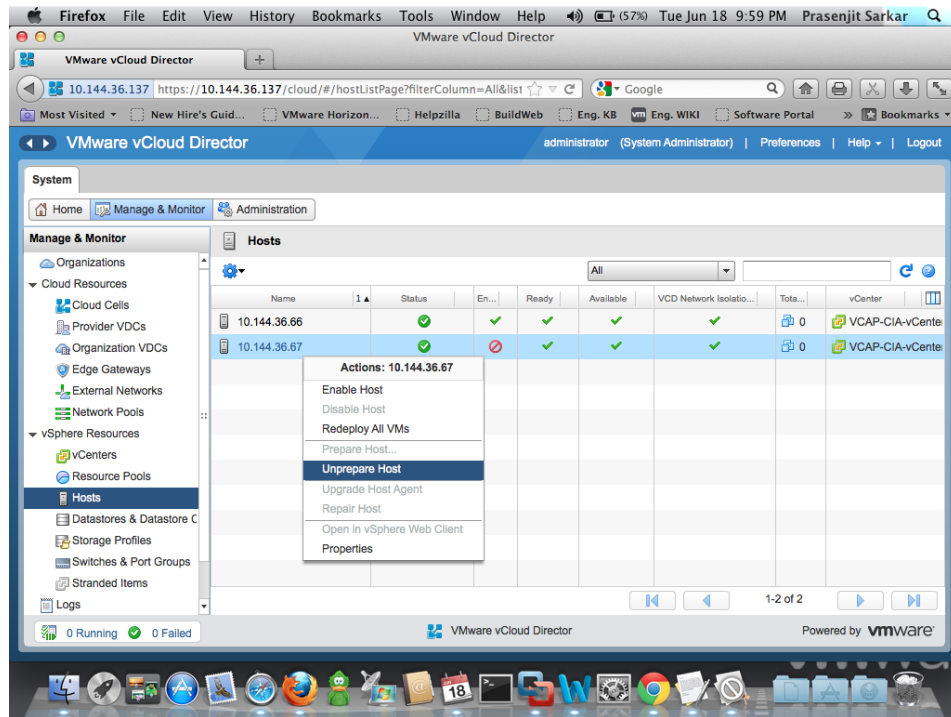 Firefox File Edit View History Bookmarks Tools Window Help (57%) Tue Jun 18 9:59 PM Prasenjit Sarkar
VMware vCloud Director
VMware vCloud Director +
10.144.36.137 https://10.144.36.137/cloud/#/hostListPage?filterColumn=All&list Google
Most Visited New Hire's Guid... VMware Horizon... Helpzilla BuildWeb Eng. KB vm Eng. WIKI Software Portal » Bookmarks
VMware vCloud Director administrator (System Administrator) | Preferences | Help | Logout
System
Home Manage & Monitor Administration
Manage & Monitor
Hosts
Organizations
All
Cloud Resources
Name 1 Status En... Ready Available VCD Network Isolatio... Tota... vCenter
Cloud Cells
10.144.36.66 0 VCAP-CIA-vCente
Provider VDCs
Organization VDCs
10.144.36.67 0 VCAP-CIA-vCente
Edge Gateways
Actions: 10.144.36.67
External Networks
Enable Host
Network Pools
Disable Host
vSphere Resources
Redeploy All VMs
vCenters
Prepare Host...
Resource Pools
Unprepare Host
Hosts
Upgrade Host Agent
Datastores & Datastore C
Repair Host
Storage Profiles
Open in vSphere Web Client
Switches & Port Groups
Properties
Stranded Items
Logs
1-2 of 2
0 Running 0 Failed
VMware vCloud Director
Powered by vmware
18